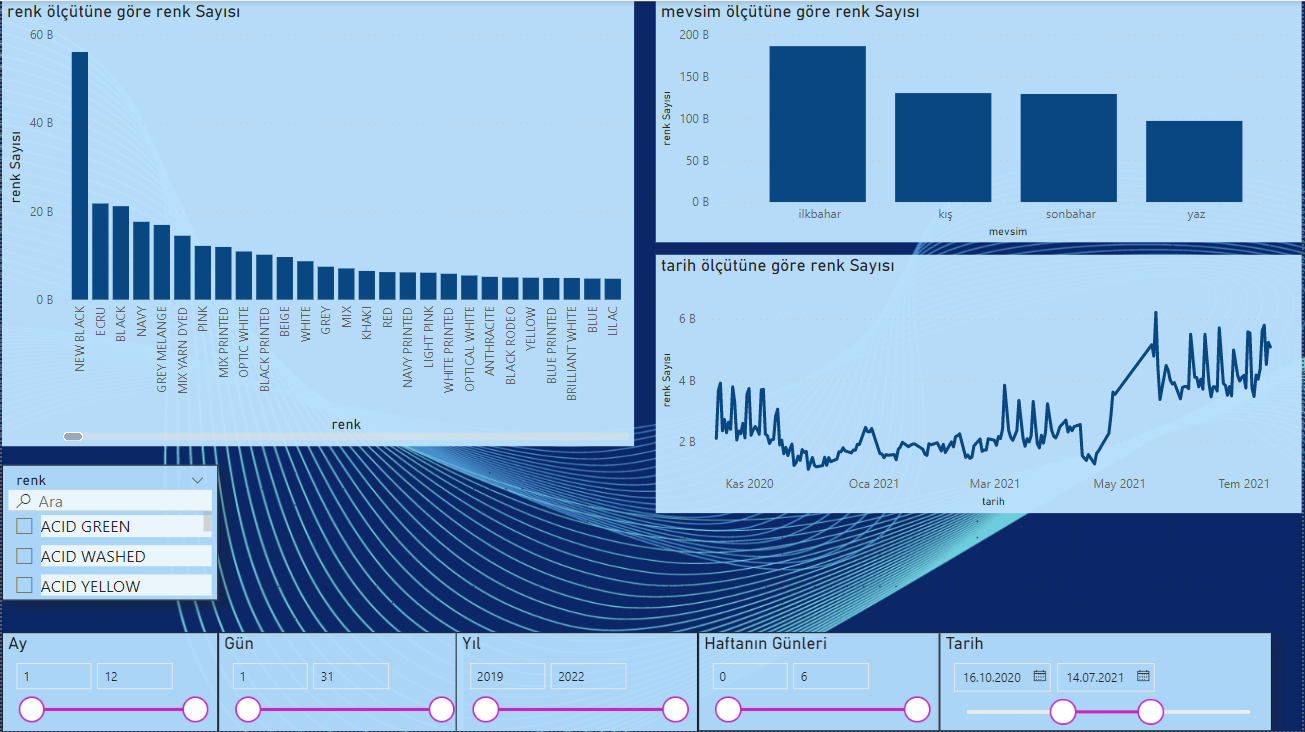 renk ölçütüne göre renk Sayısı
60 B
40 B
20 B
0 B
renk Sayısı
NEW BLACK
ECRU
BLACK
NAVY
GREY MELANGE
MIX YARN DYED
PINK
MIX PRINTED
OPTIC WHITE
BLACK PRINTED
BEIGE
WHITE
GREY
MIX
KHAKI
RED
NAVY PRINTED
LIGHT PINK
WHITE PRINTED
OPTICAL WHITE
ANTHRACITE
BLACK RODEO
YELLOW
BLUE PRINTED
BRILLIANT WHITE
BLUE
LILAC
renk
mevsim ölçütüne göre renk Sayısı
200 B
150 B
100 B
50 B
0 B
renk Sayısı
ilkbahar
kış
sonbahar
yaz
mevsim
tarih ölçütüne göre renk Sayısı
6 B
4 B
2 B
renk Sayısı
Kas 2020
Oca 2021
Mar 2021
May 2021
Tem 2021
tarih
renk
Ara
ACID GREEN
ACID WASHED
ACID YELLOW
Ay
1
12
Gün
1
31
Yıl
2019
2022
Haftanın Günleri
0
6
Tarih
16.10.2020
14.07.2021